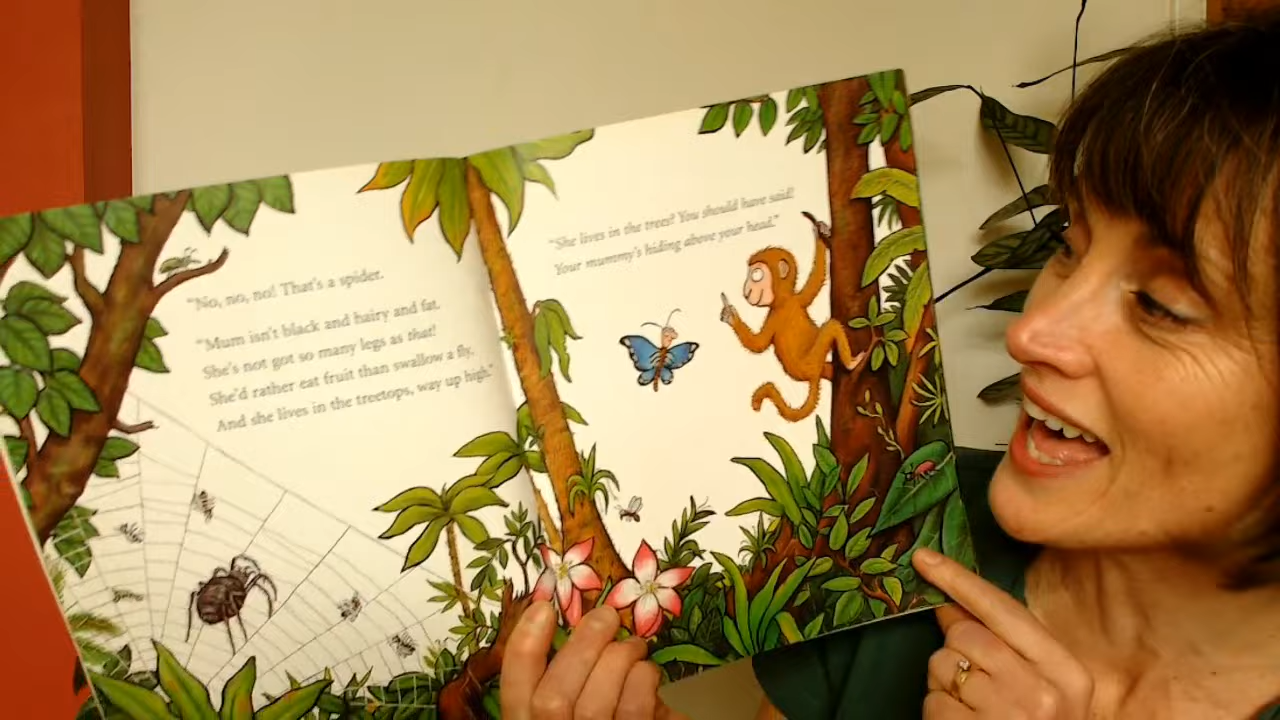 "No, no, no! That's a spider.
"Mum isn't black and hairy and fat.
She's not got so many legs as that!
She'd rather eat fruit than swallow a fly,
And she lives in the treetops, way up high."
"She lives in the trees? You should have said!
Your mummy's hiding above your head."